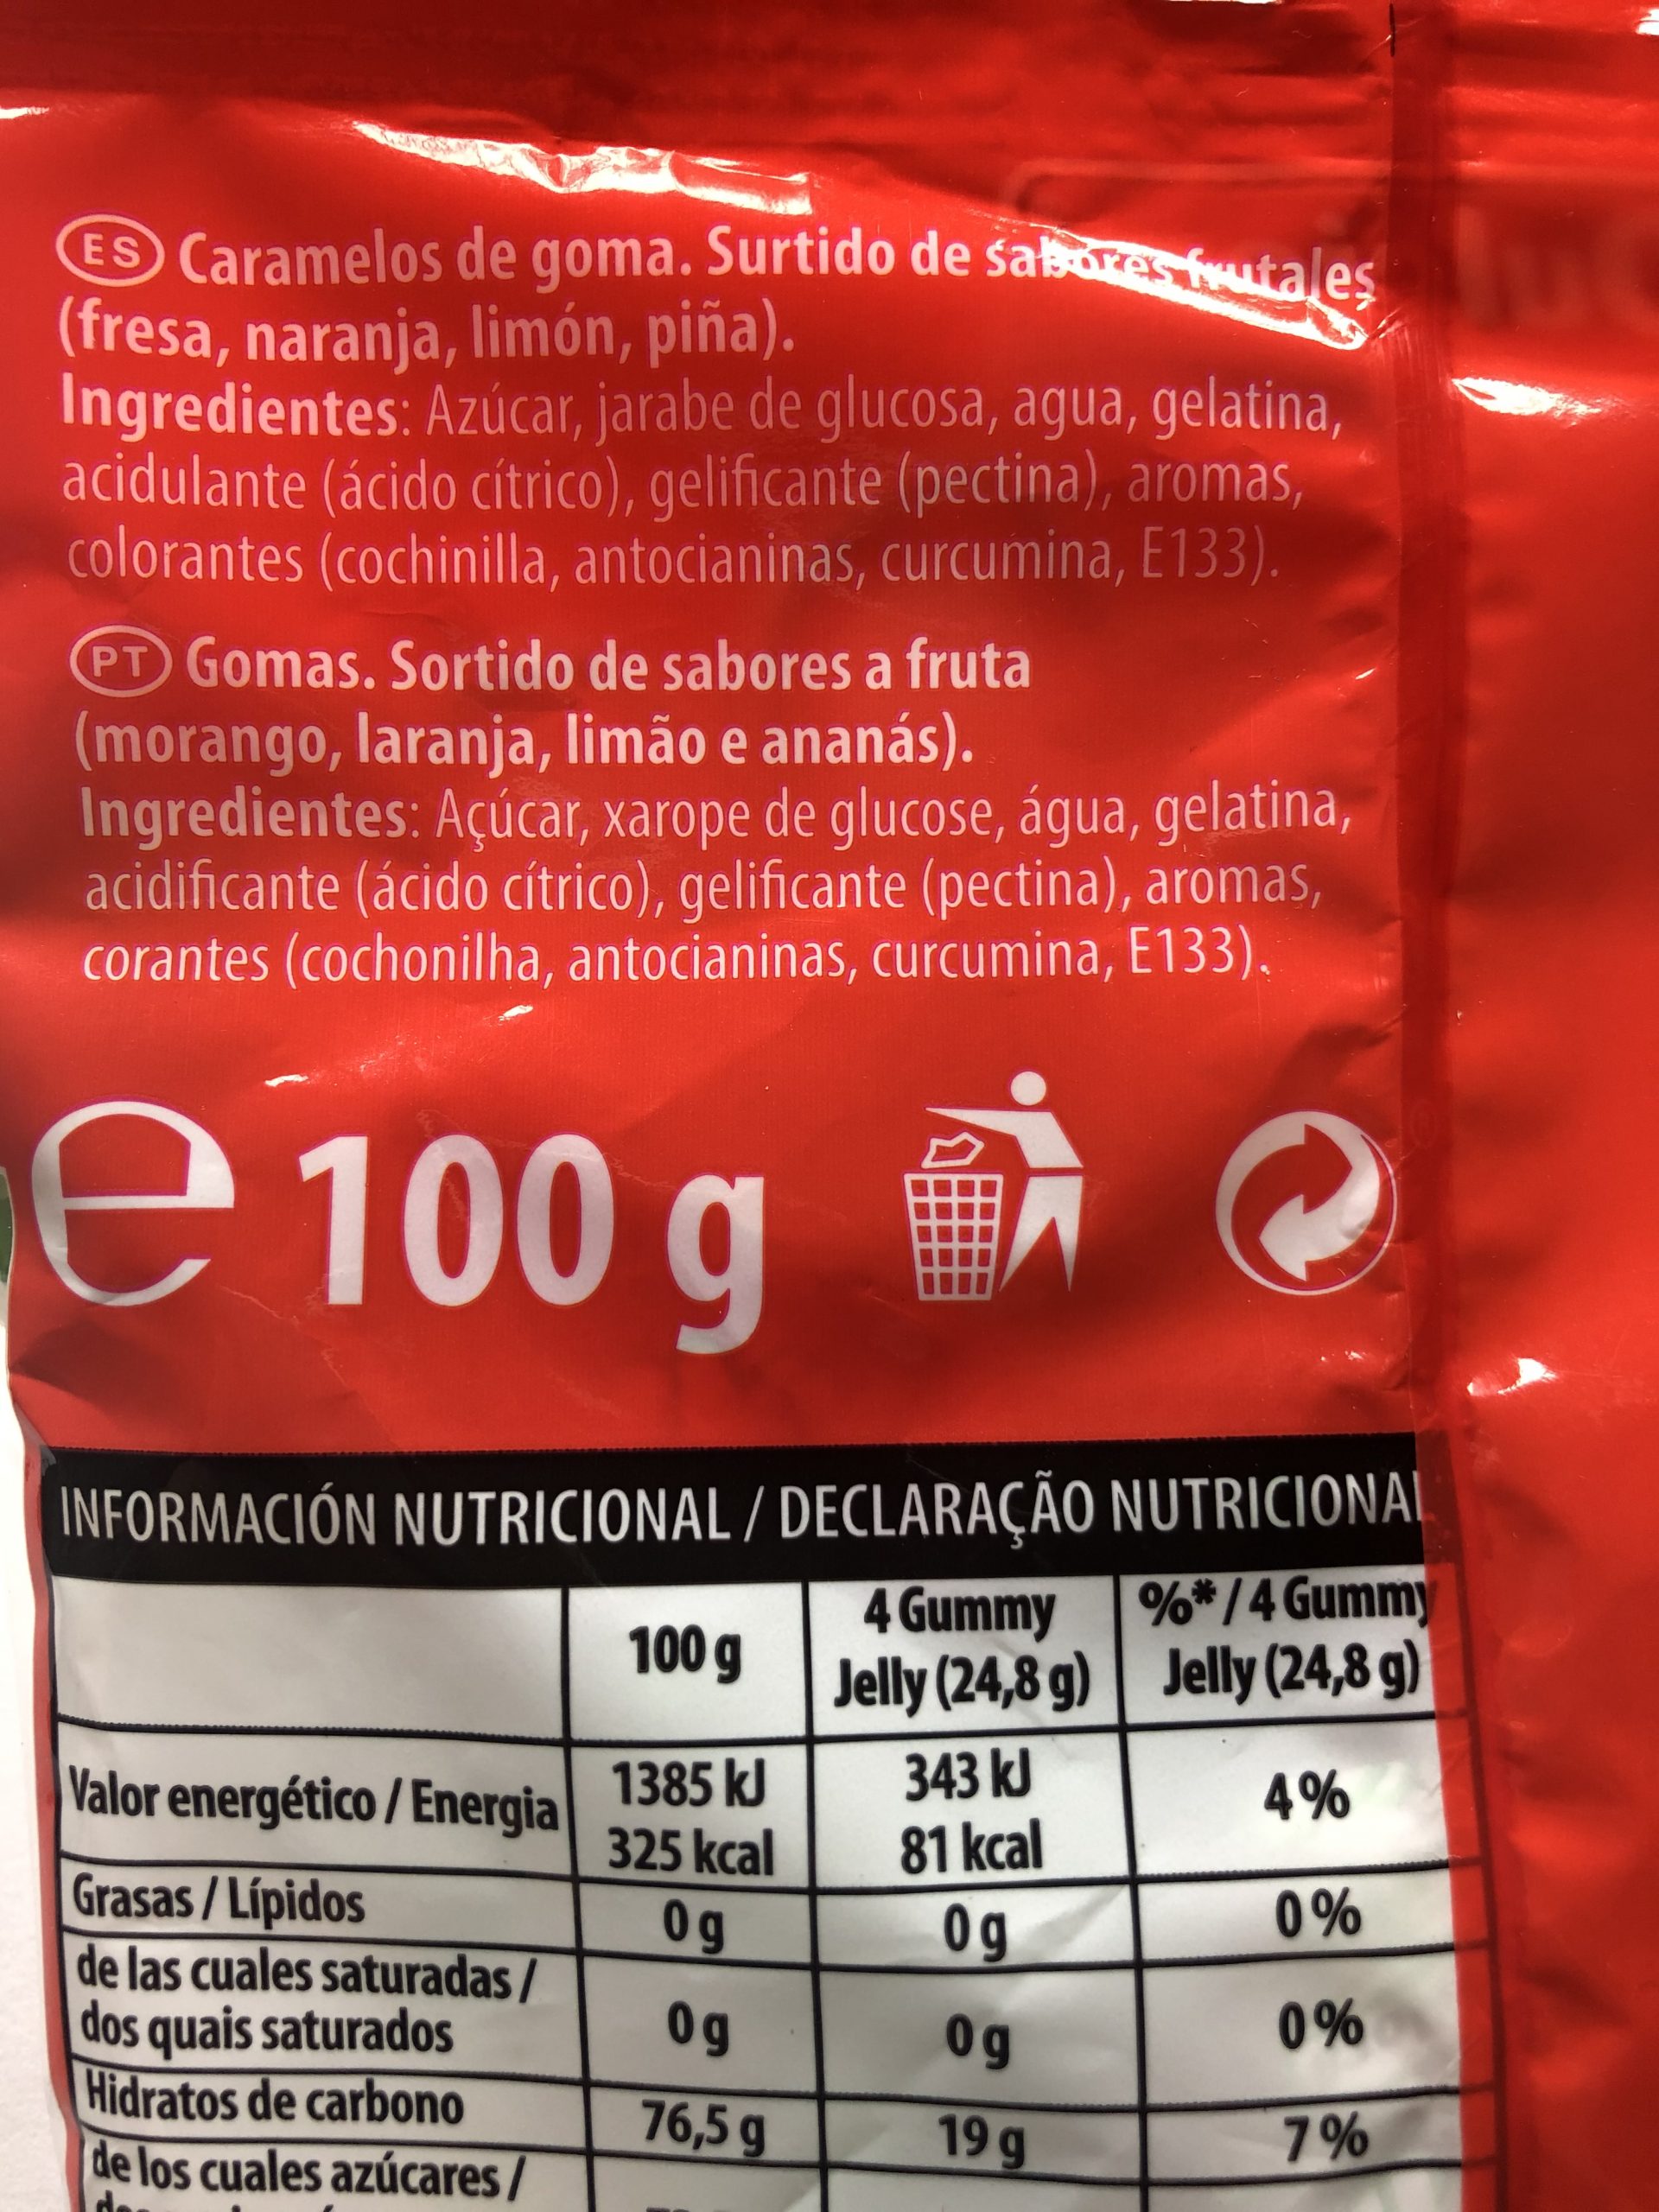 ES Caramelos de goma. Surtido de sabores frutales
(fresa, naranja, limón, piña).
Ingredientes: Azúcar, jarabe de glucosa, agua, gelatina,
acidulante (ácido cítrico), gelificante (pectina), aromas,
colorantes (cochinilla, antocianinas, curcumina, E133).
PT Gomas. Sortido de sabores a fruta
(morango, laranja, limão e ananás).
Ingredientes: Açúcar, xarope de glucose, água, gelatina,
acidificante (ácido cítrico), gelificante (pectina), aromas,
corantes (cochonilha, antocianinas, curcumina, E133).
e 100 g
INFORMACIÓN NUTRICIONAL / DECLARAÇÃO NUTRICIONAL
100 g
4 Gummy
Jelly (24,8 g)
%* / 4 Gummy
Jelly (24,8 g)
Valor energético / Energia
1385 kJ
325 kcal
343 kJ
81 kcal
4 %
Grasas / Lípidos
0 g
0 g
0 %
de las cuales saturadas /
dos quais saturados
0 g
0 g
0 %
Hidratos de carbono
76,5 g
19 g
7 %
de los cuales azúcares /